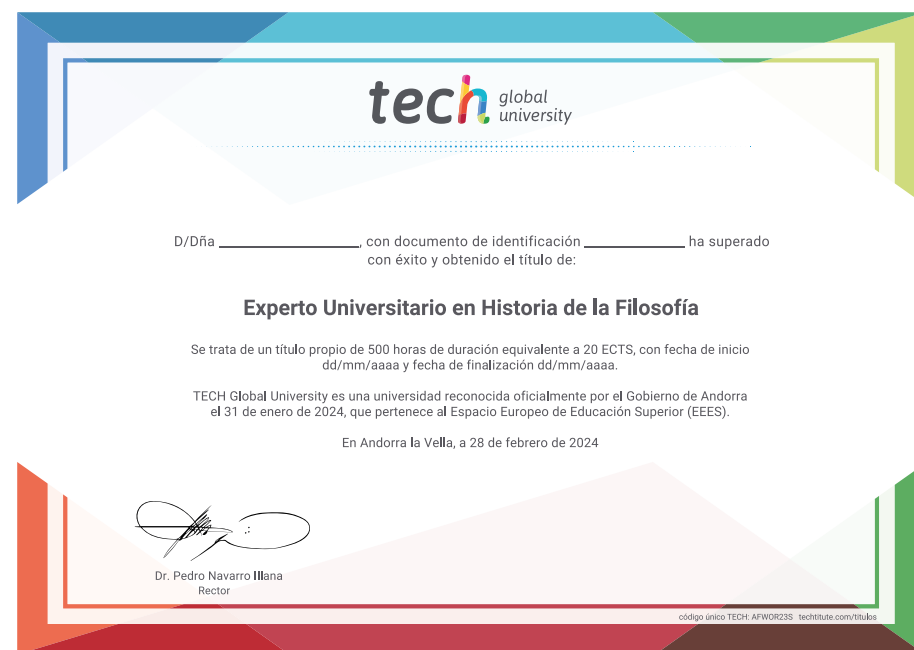 tech global
university
D/Dña ____________________, con documento de identificación ______________ ha superado
con éxito y obtenido el título de:
Experto Universitario en Historia de la Filosofía
Se trata de un título propio de 500 horas de duración equivalente a 20 ECTS, con fecha de inicio
dd/mm/aaaa y fecha de finalización dd/mm/aaaa.
TECH Global University es una universidad reconocida oficialmente por el Gobierno de Andorra
el 31 de enero de 2024, que pertenece al Espacio Europeo de Educación Superior (EEES).
En Andorra la Vella, a 28 de febrero de 2024
Dr. Pedro Navarro Illana
Rector
código único TECH: AFWOR23S techtitute.com/titulos